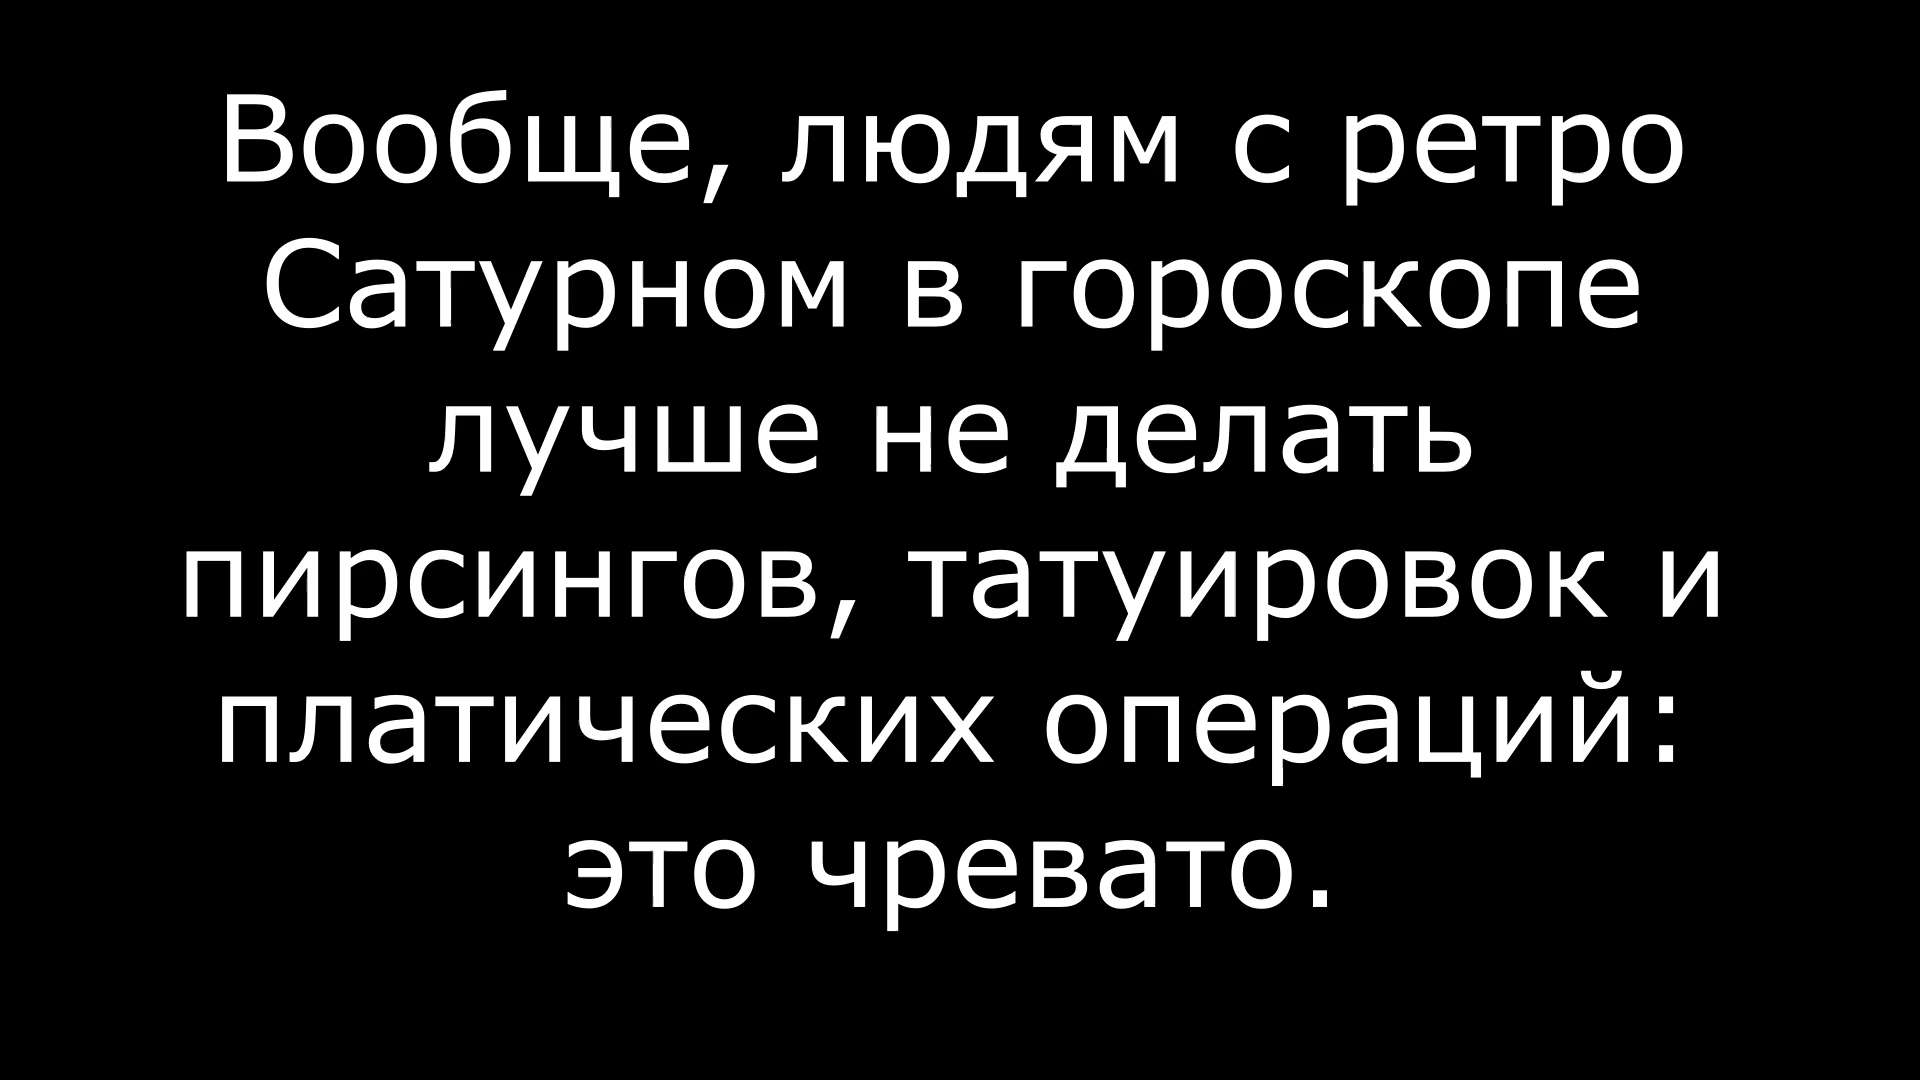 Вообще, людям с ретро
Сатурном в гороскопе
лучше не делать
пирсингов, татуировок и
платических операций:
это чревато.